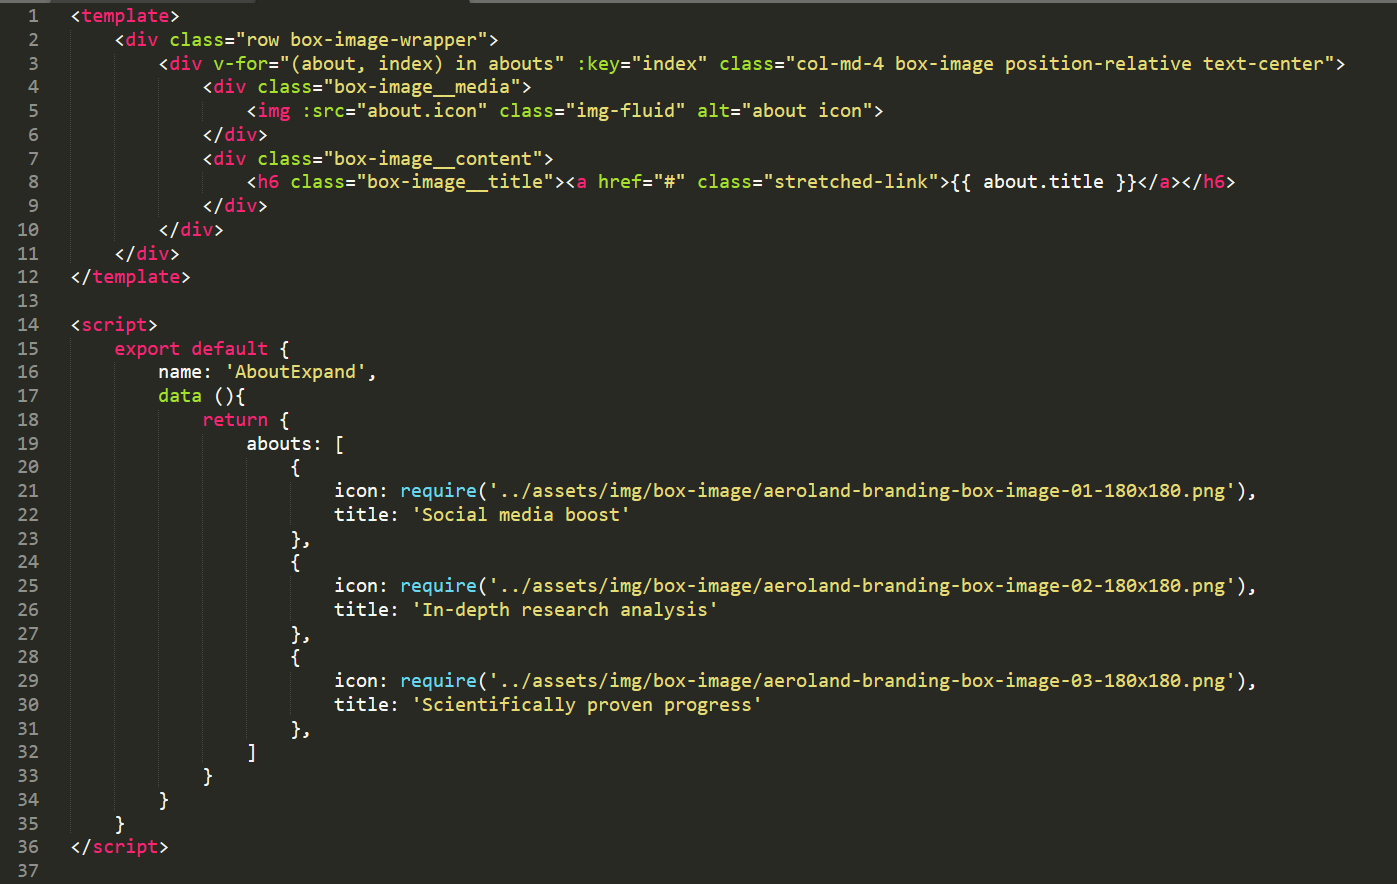 1 <template>
2     <div class="row box-image-wrapper">
3         <div v-for="(about, index) in abouts" :key="index" class="col-md-4 box-image position-relative text-center">
4             <div class="box-image__media">
5                 <img :src="about.icon" class="img-fluid" alt="about icon">
6             </div>
7             <div class="box-image__content">
8                 <h6 class="box-image__title"><a href="#" class="stretched-link">{{ about.title }}</a></h6>
9             </div>
10         </div>
11     </div>
12 </template>
13
14 <script>
15     export default {
16         name: 'AboutExpand',
17         data (){
18             return {
19                 abouts: [
20                     {
21                         icon: require('../assets/img/box-image/aeroland-branding-box-image-01-180x180.png'),
22                         title: 'Social media boost'
23                     },
24                     {
25                         icon: require('../assets/img/box-image/aeroland-branding-box-image-02-180x180.png'),
26                         title: 'In-depth research analysis'
27                     },
28                     {
29                         icon: require('../assets/img/box-image/aeroland-branding-box-image-03-180x180.png'),
30                         title: 'Scientifically proven progress'
31                     },
32                 ]
33             }
34         }
35     }
36 </script>
37